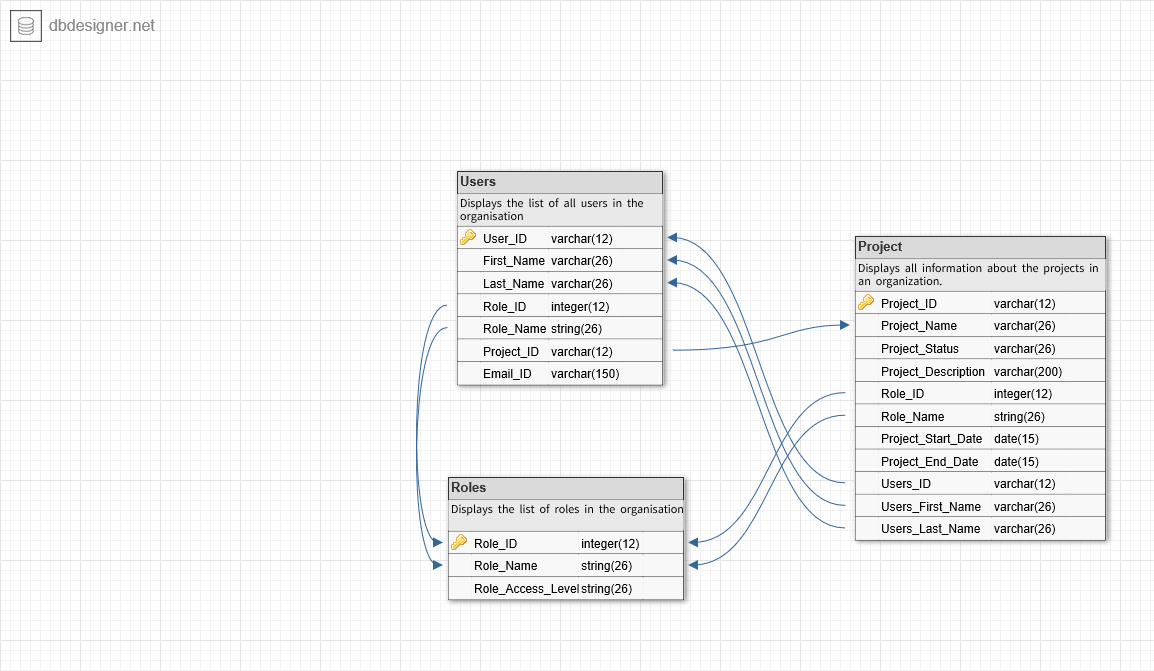 dbdesigner.net
Users
Displays the list of all users in the
organisation
User_ID varchar(12)
First_Name varchar(26)
Last_Name varchar(26)
Role_ID integer(12)
Role_Name string(26)
Project_ID varchar(12)
Email_ID varchar(150)
Project
Displays all information about the projects in
an organization.
Project_ID varchar(12)
Project_Name varchar(26)
Project_Status varchar(26)
Project_Description varchar(200)
Role_ID integer(12)
Role_Name string(26)
Project_Start_Date date(15)
Project_End_Date date(15)
Users_ID varchar(12)
Users_First_Name varchar(26)
Users_Last_Name varchar(26)
Roles
Displays the list of roles in the organisation
Role_ID integer(12)
Role_Name string(26)
Role_Access_Level string(26)